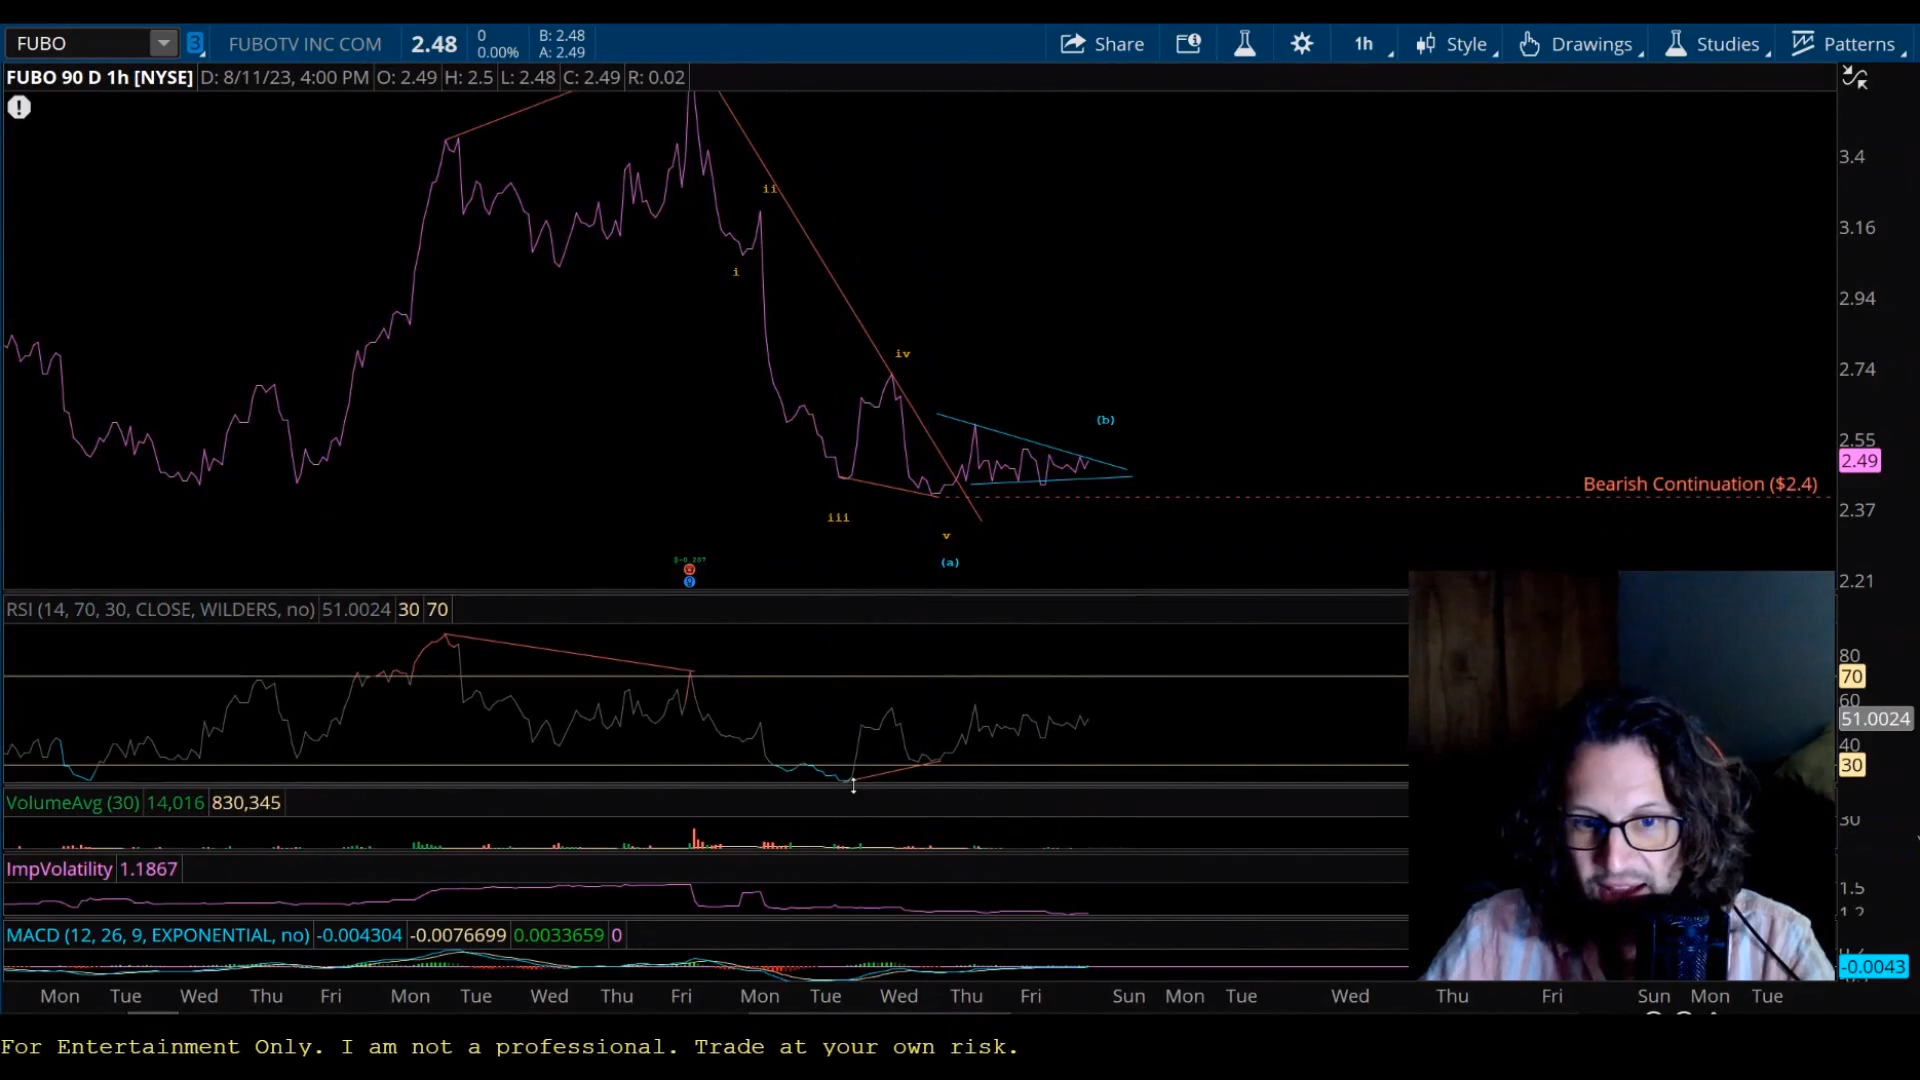 FUBO
3
FUBOTV INC COM
2.48
0
0.00%
B: 2.48
A: 2.49
Share
1h
Style
Drawings
Studies
Patterns
FUBO 90 D 1h [NYSE] D: 8/11/23, 4:00 PM O: 2.49 H: 2.5 L: 2.48 C: 2.49 R: 0.02
3.4
ii
3.16
i
2.94
iv
2.74
(b)
2.55
2.49
Bearish Continuation ($2.4)
2.37
iii
v
(a)
2.21
RSI (14, 70, 30, CLOSE, WILDERS, no) 51.0024 30 70
80
70
60
51.0024
40
30
VolumeAvg (30) 14,016 830,345
ImpVolatility 1.1867
1.5
MACD (12, 26, 9, EXPONENTIAL, no) -0.004304 -0.0076699 0.0033659 0
-0.0043
Mon Tue Wed Thu Fri Mon Tue Wed Thu Fri Mon Tue Wed Thu Fri Sun Mon Tue Wed Thu Fri Sun Mon Tue
For Entertainment Only. I am not a professional. Trade at your own risk.